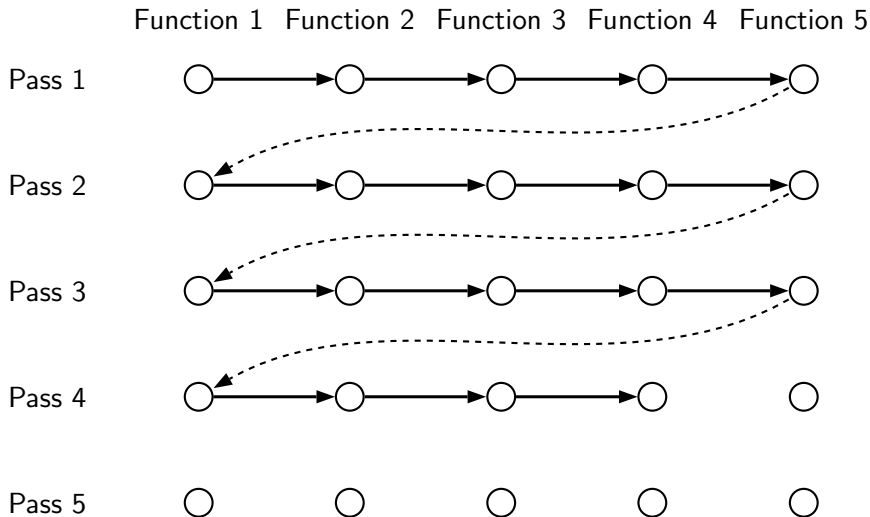 Function 1 Function 2 Function 3 Function 4 Function 5
Pass 1
Pass 2
Pass 3
Pass 4
Pass 5